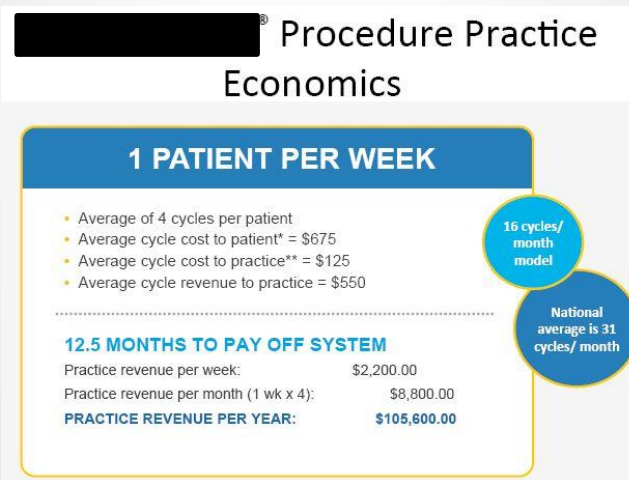 ® Procedure Practice
Economics
1 PATIENT PER WEEK
• Average of 4 cycles per patient
• Average cycle cost to patient* = $675
• Average cycle cost to practice** = $125
• Average cycle revenue to practice = $550
16 cycles/
month
model
National
average is 31
cycles/ month
12.5 MONTHS TO PAY OFF SYSTEM
Practice revenue per week: $2,200.00
Practice revenue per month (1 wk x 4): $8,800.00
PRACTICE REVENUE PER YEAR: $105,600.00